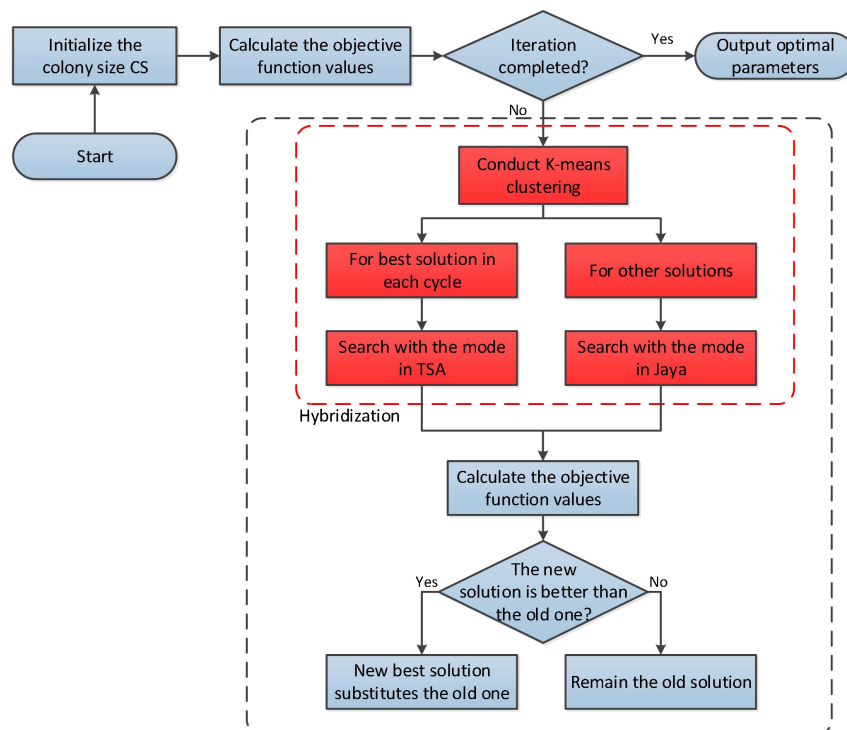 Initialize the
colony size CS
Calculate the objective
function values
Iteration
completed?
Yes
Output optimal
parameters
No
Start
Conduct K-means
clustering
For best solution in
each cycle
For other solutions
Search with the mode
in TSA
Search with the mode
in Jaya
Hybridization
Calculate the objective
function values
The new
solution is better than
the old one?
Yes
No
New best solution
substitutes the old one
Remain the old solution